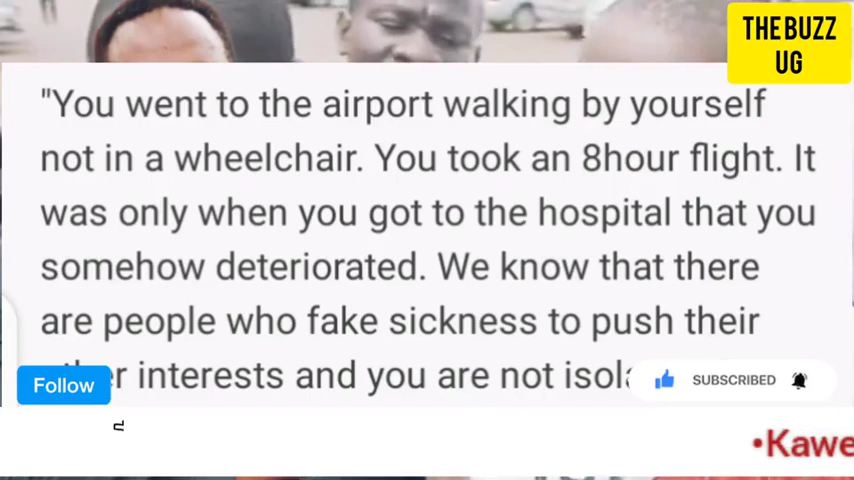 THE BUZZ
UG
"You went to the airport walking by yourself
not in a wheelchair. You took an 8hour flight. It
was only when you got to the hospital that you
somehow deteriorated. We know that there
are people who fake sickness to push their
interests and you are not
Follow
SUBSCRIBED
•Kawe